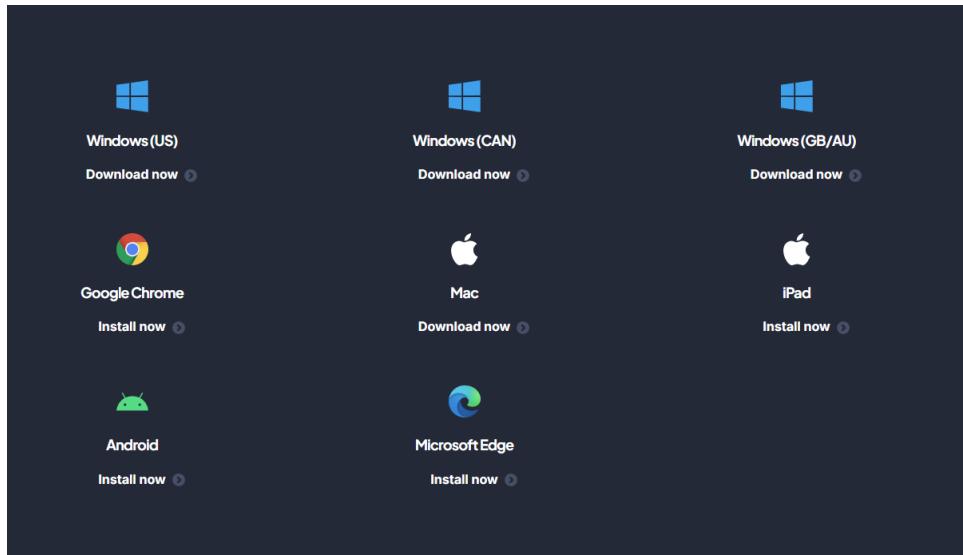 Windows (US)
Download now
Windows (CAN)
Download now
Windows (GB/AU)
Download now
Google Chrome
Install now
Mac
Download now
iPad
Install now
Android
Install now
Microsoft Edge
Install now